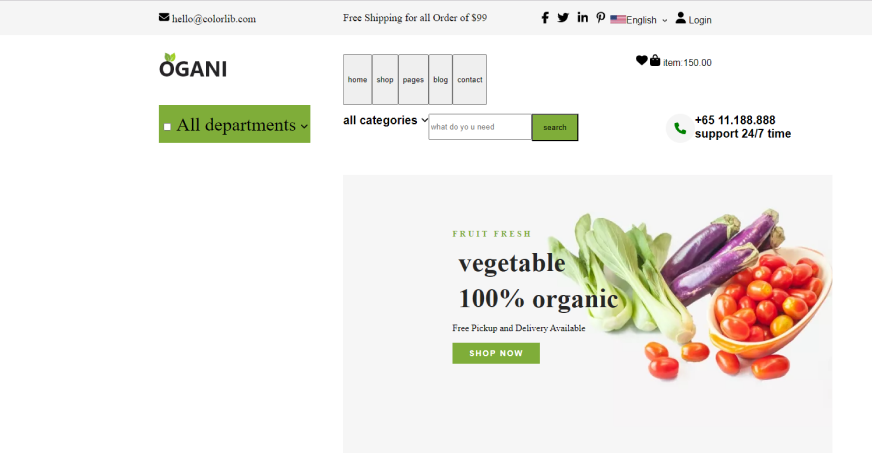 hello@colorlib.com
Free Shipping for all Order of $99
English
Login
OGANI
home shop pages blog contact
item:150.00
All departments
all categories
what do yo u need
search
+65 11.188.888
support 24/7 time
FRUIT FRESH
vegetable
100% organic
Free Pickup and Delivery Available
SHOP NOW